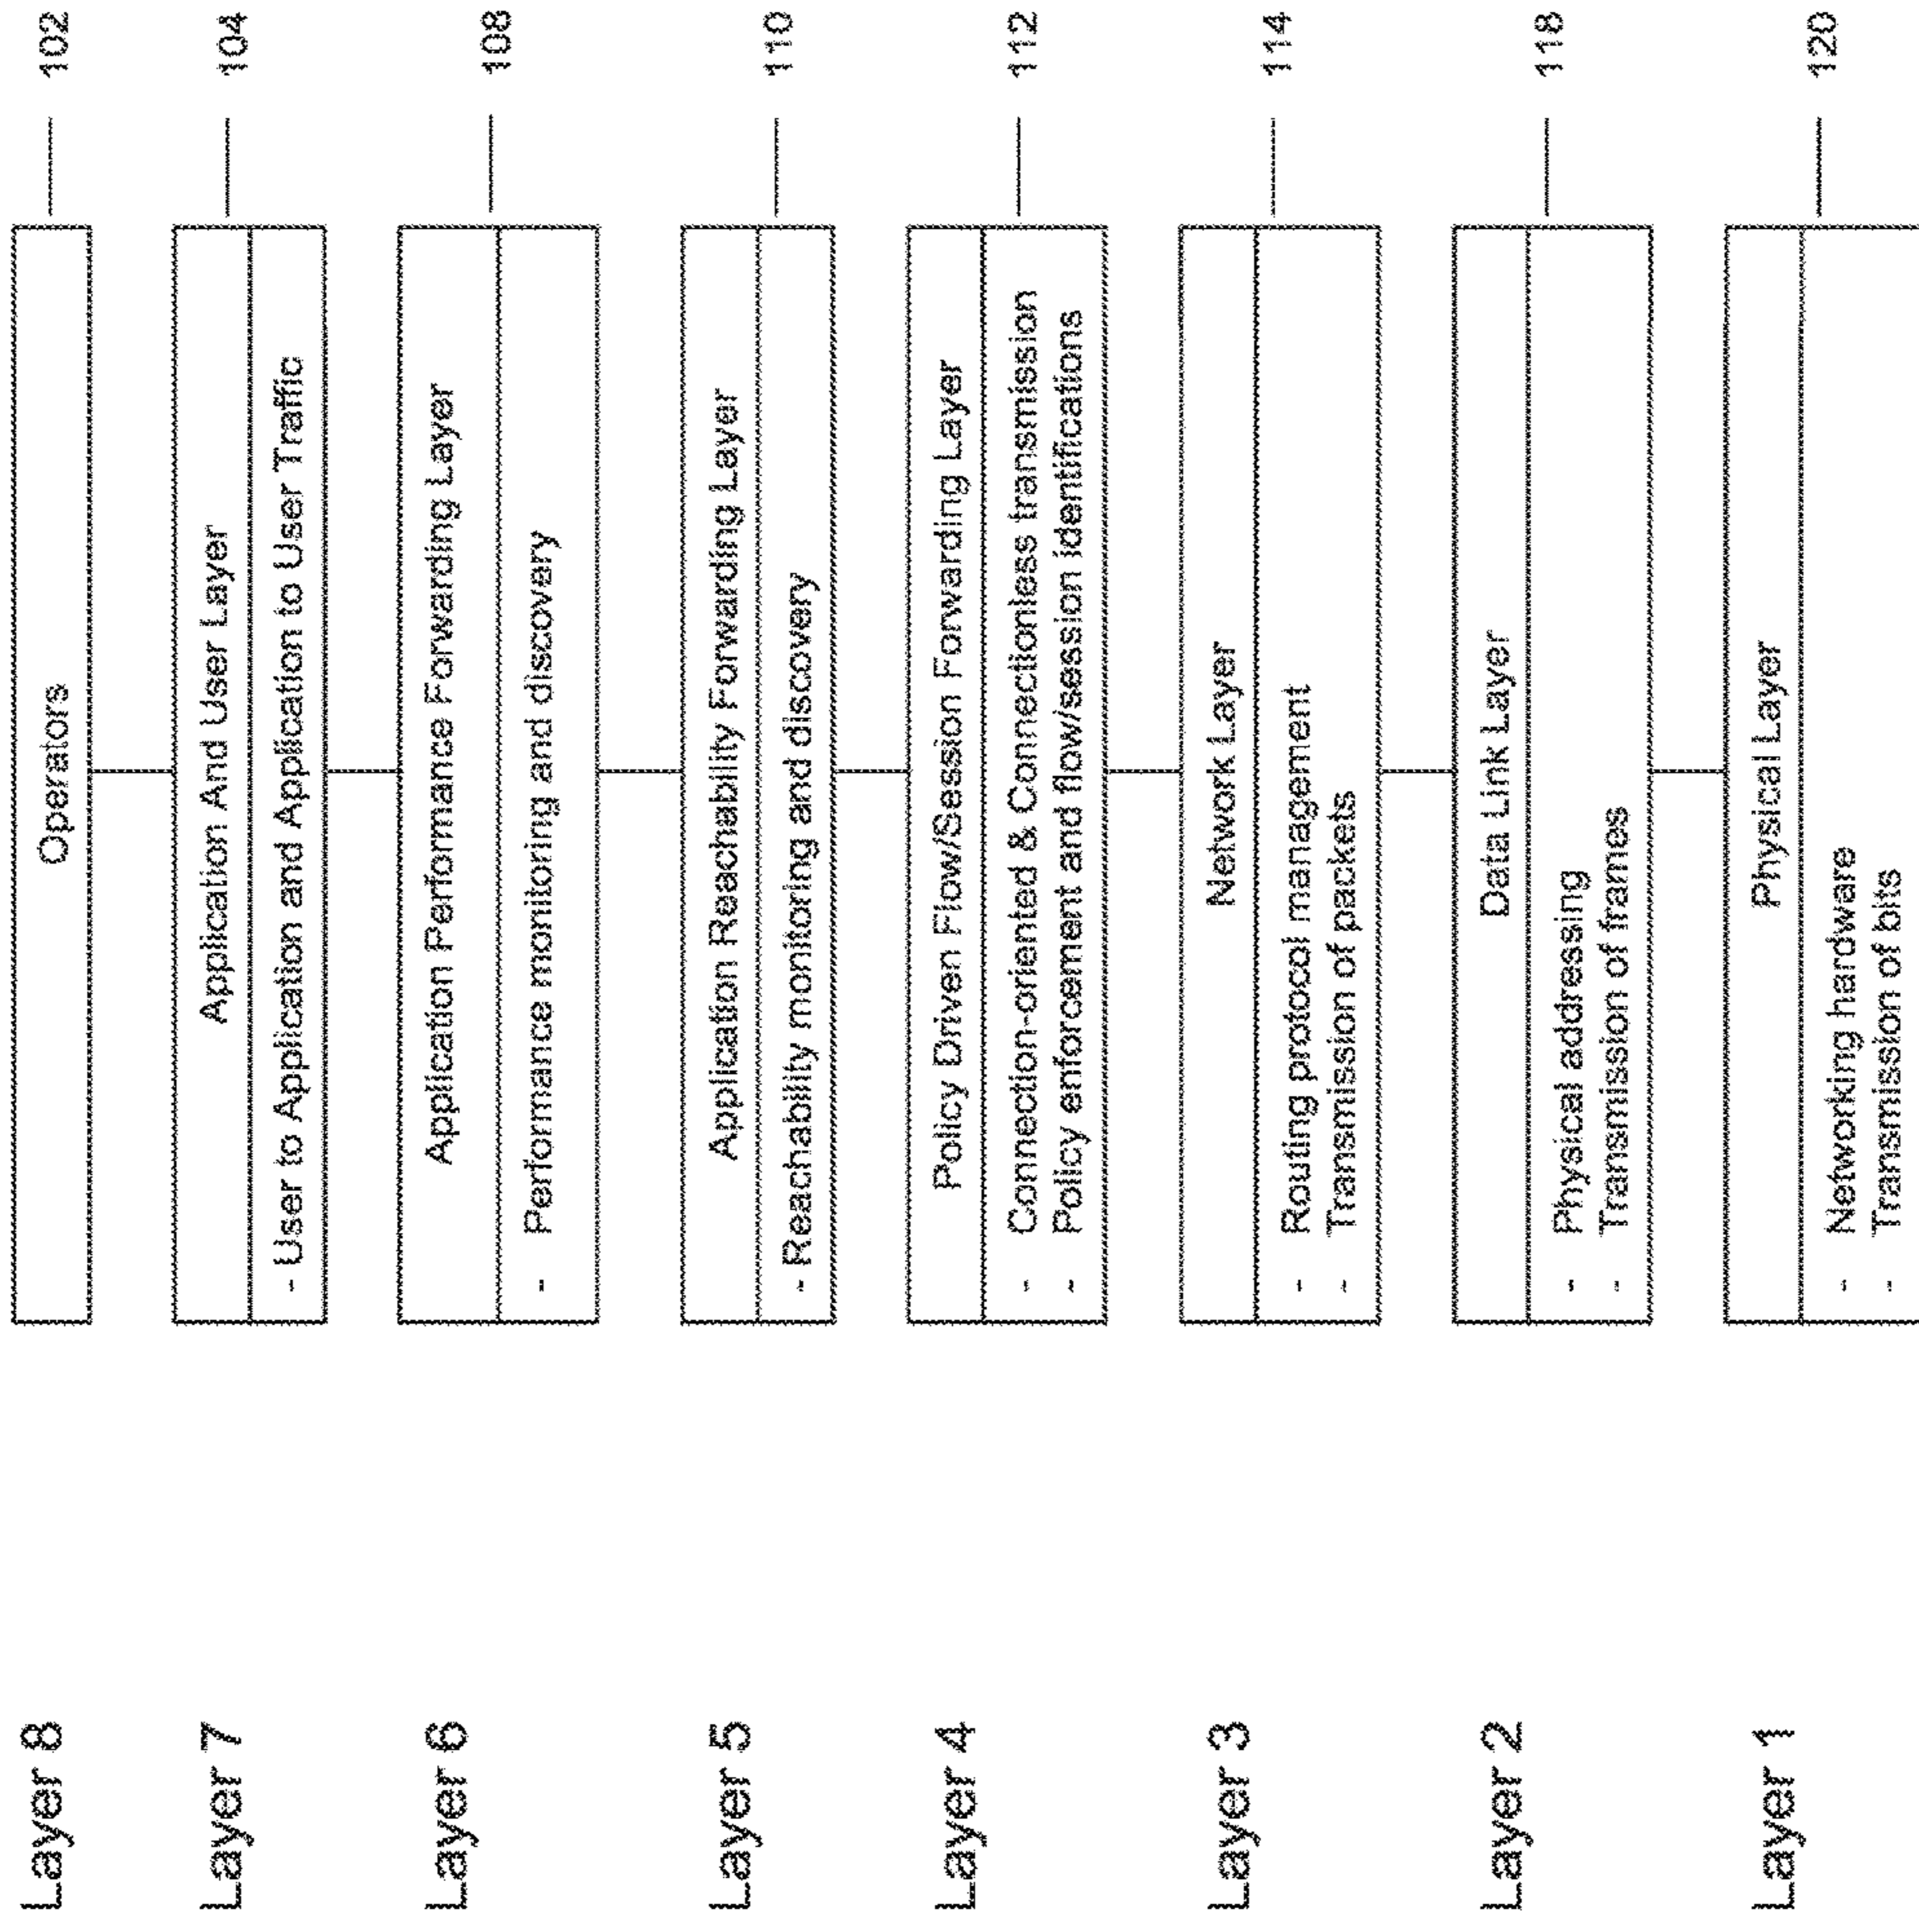 Layer 8
Operators
102
Layer 7
Application And User Layer
- User to Application and Application to User Traffic
104
Layer 6
Application Performance Forwarding Layer
- Performance monitoring and discovery
108
Layer 5
Application Reachability Forwarding Layer
- Reachability monitoring and discovery
110
Layer 4
Policy Driven Flow/Session Forwarding Layer
- Connection-oriented & Connectionless transmission
- Policy enforcement and flow/session identifications
112
Layer 3
Network Layer
- Routing protocol management
- Transmission of packets
114
Layer 2
Data Link Layer
- Physical addressing
- Transmission of frames
118
Layer 1
Physical Layer
- Networking hardware
- Transmission of bits
120